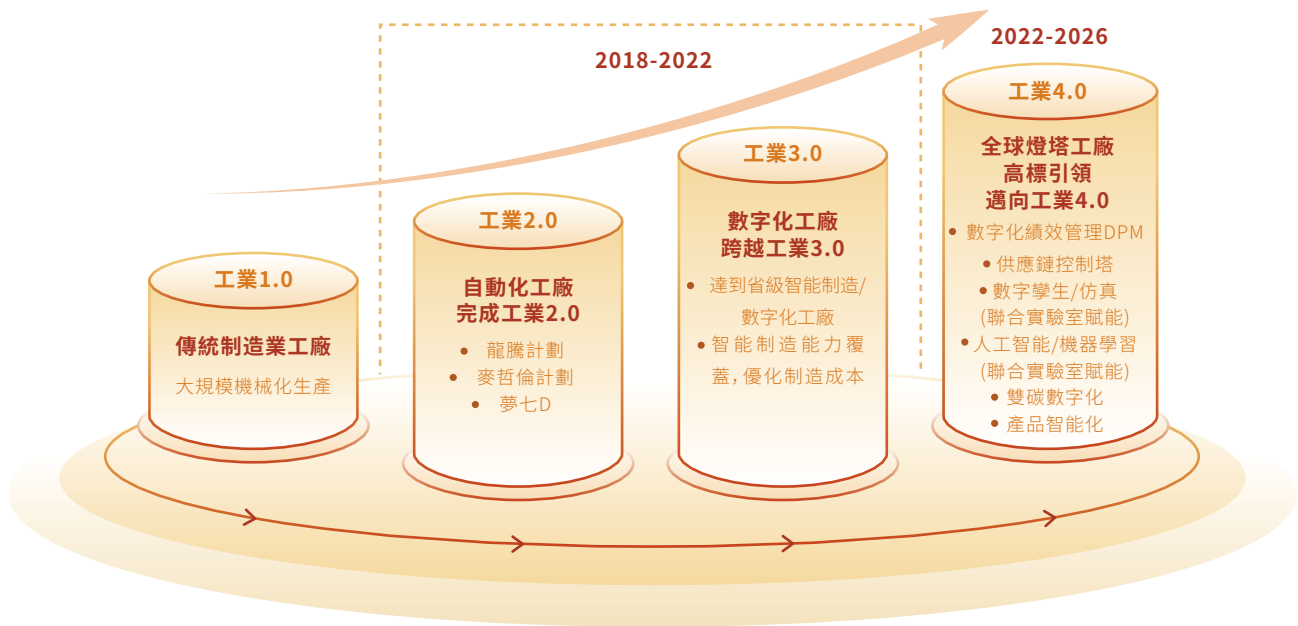 2018-2022
2022-2026
工業1.0
傳統制造業工廠
大規模機械化生產
工業2.0
自動化工廠
完成工業2.0
• 龍騰計劃
• 麥哲倫計劃
• 夢七D
工業3.0
數字化工廠
跨越工業3.0
• 達到省級智能制造/
數字化工廠
• 智能制造能力覆
蓋,優化制造成本
工業4.0
全球燈塔工廠
高標引領
邁向工業4.0
• 數字化績效管理DPM
• 供應鏈控制塔
• 數字孿生/仿真
(聯合實驗室賦能)
• 人工智能/機器學習
(聯合實驗室賦能)
• 雙碳數字化
• 產品智能化